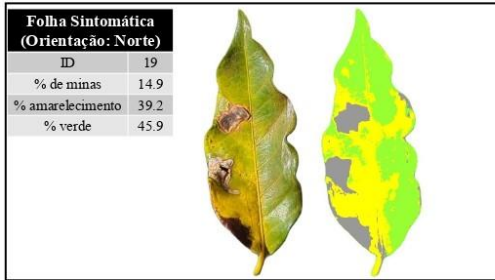 Folha Sintomática
(Orientação: Norte)
ID 19
% de minas 14.9
% amarelecimento 39.2
% verde 45.9